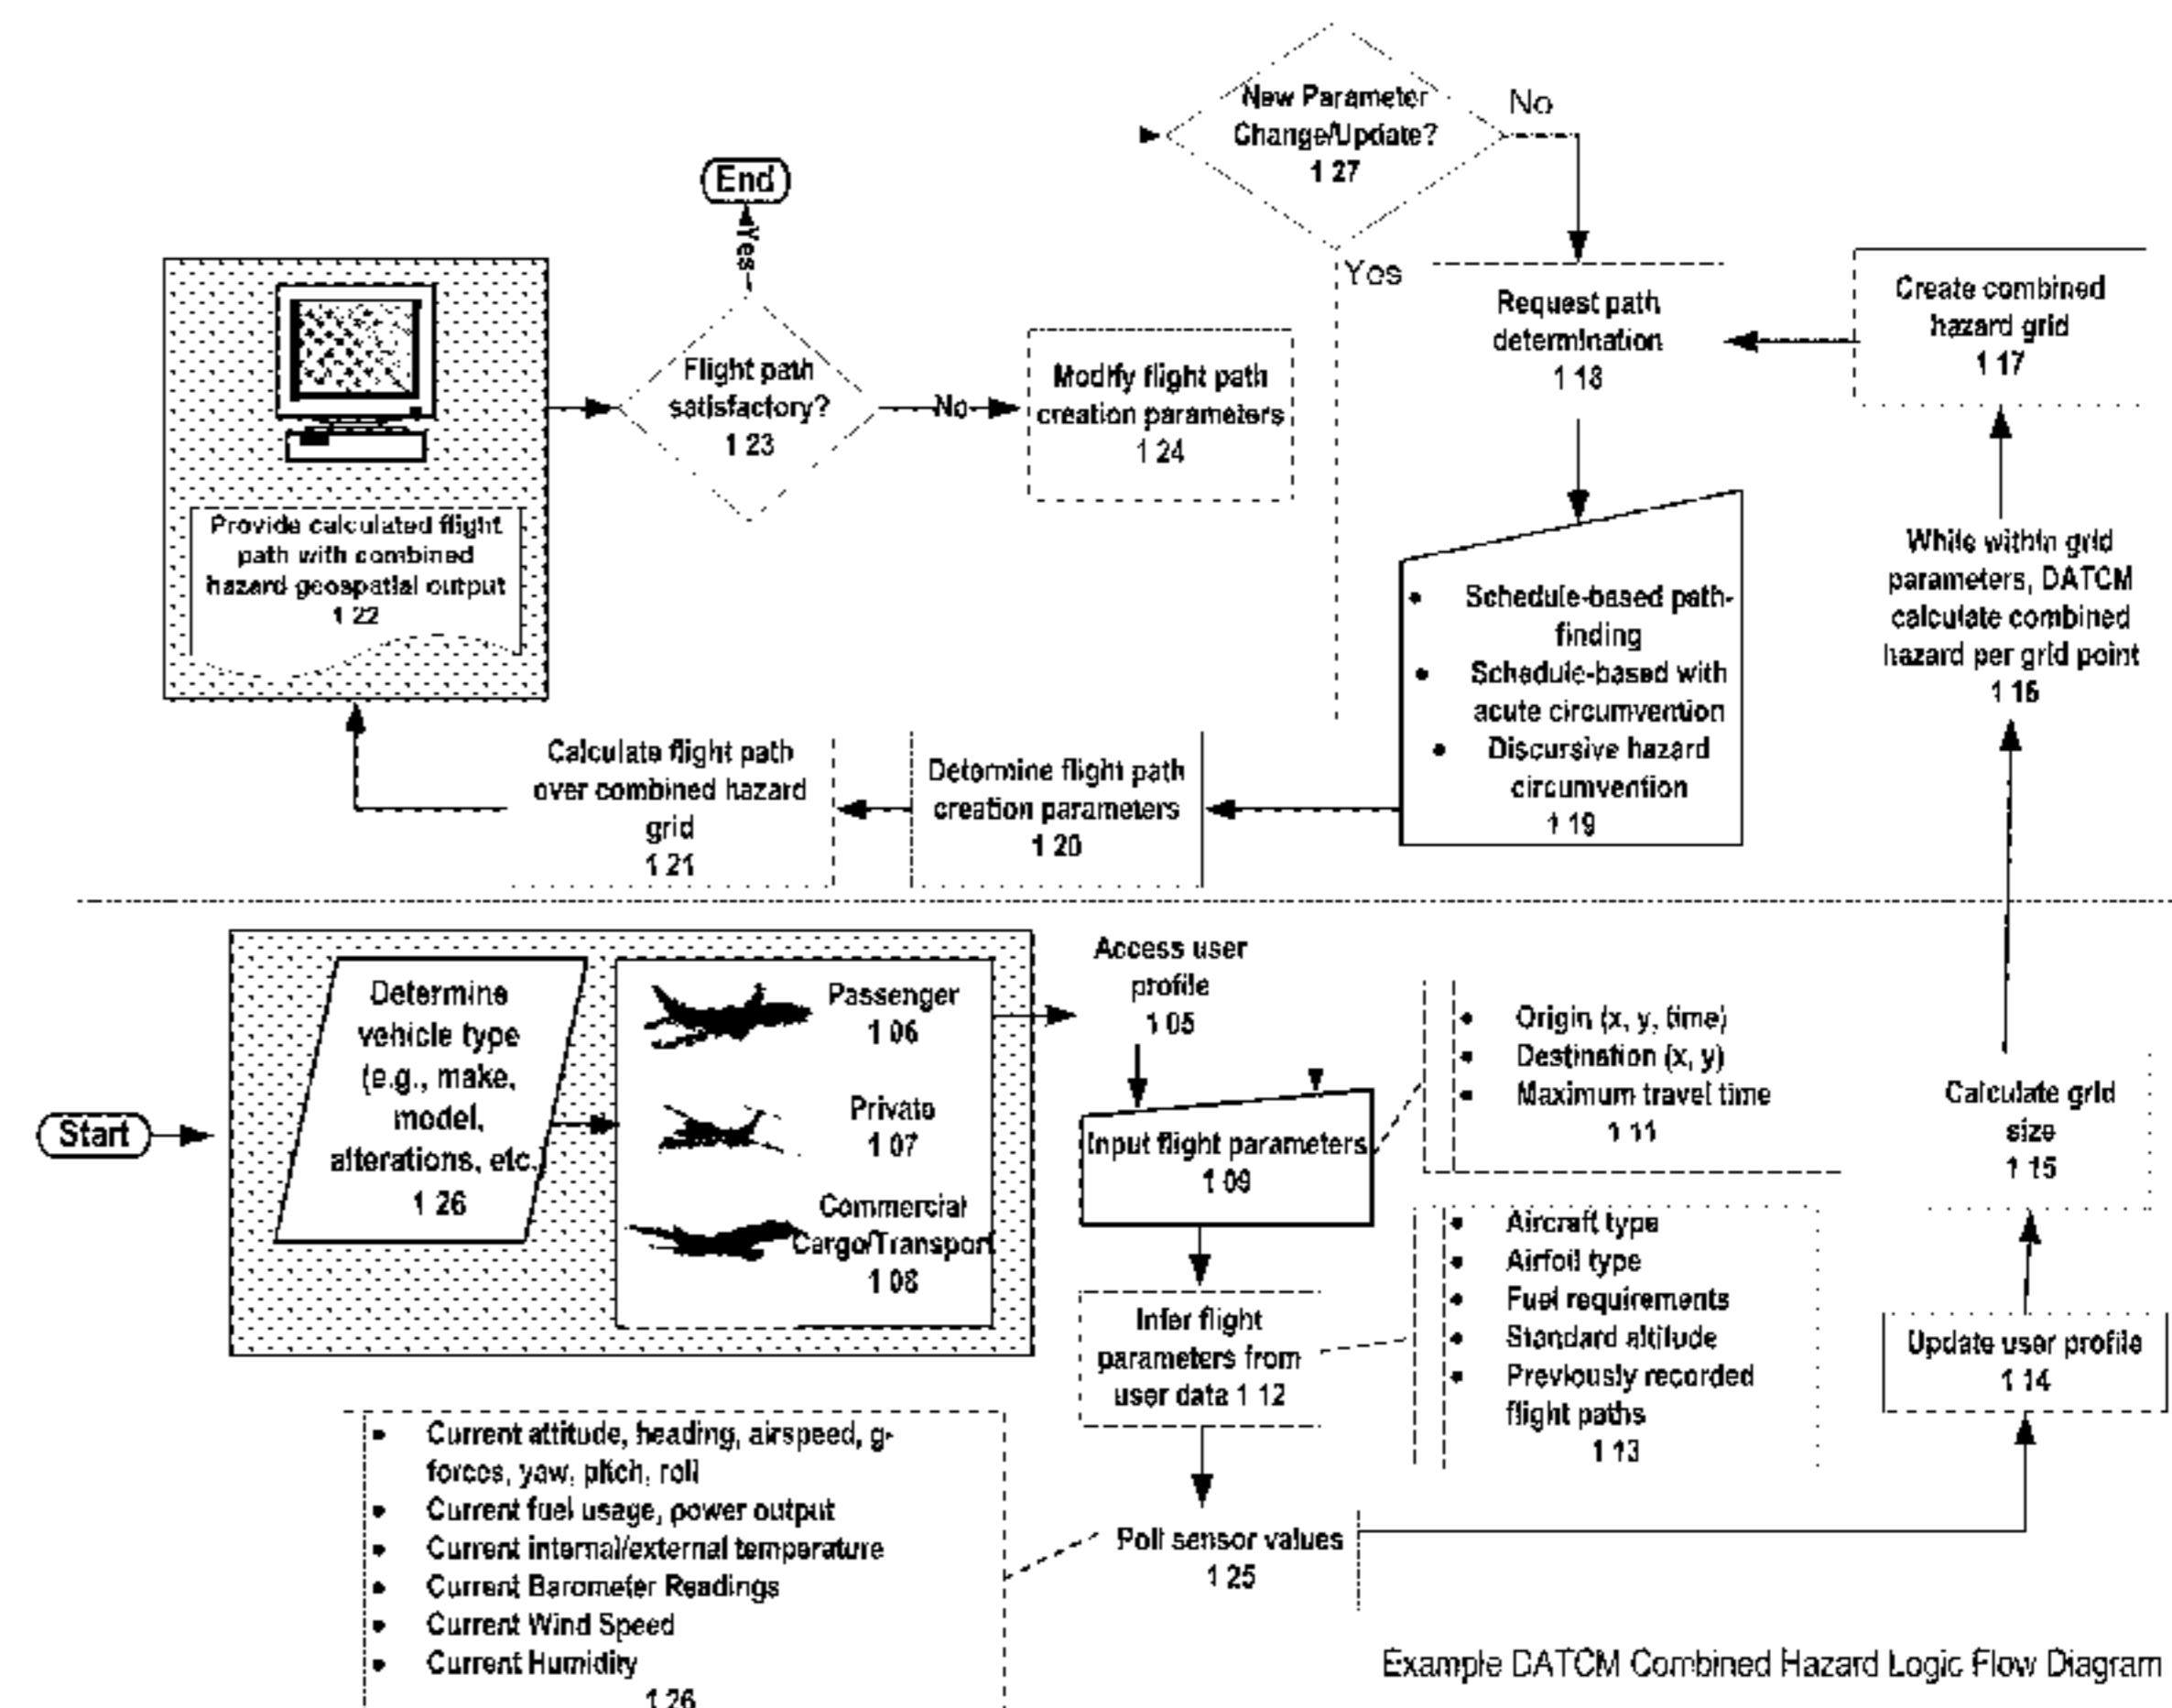 New Parameter
Change/Update?
1 27
No
Yes
End
Yes
Flight path
satisfactory?
1 23
No
Modify flight path
creation parameters
1 24
Request path
determination
1 18
Create combined
hazard grid
1 17
Provide calculated flight
path with combined
hazard geospatial output
1 22
While within grid
parameters, DATCM
calculate combined
hazard per grid point
1 16
• Schedule-based path-
finding
• Schedule-based with
acute circumvention
• Discursive hazard
circumvention
1 19
Calculate flight path
over combined hazard
grid
1 21
Determine flight path
creation parameters
1 20
Start
Determine
vehicle type
(e.g., make,
model,
alterations, etc.
1 26
Passenger
1 06
Private
1 07
Commercial
Cargo/Transport
1 08
Access user
profile
1 05
Input flight parameters
1 09
• Origin (x, y, time)
• Destination (x, y)
• Maximum travel time
1 11
Calculate grid
size
1 15
Infer flight
parameters from
user data 1 12
• Aircraft type
• Airfoil type
• Fuel requirements
• Standard altitude
• Previously recorded
flight paths
1 13
Update user profile
1 14
• Current attitude, heading, airspeed, g-
forces, yaw, pitch, roll
• Current fuel usage, power output
• Current internal/external temperature
• Current Barometer Readings
• Current Wind Speed
• Current Humidity
1 26
Poll sensor values
1 25
Example DATCM Combined Hazard Logic Flow Diagram